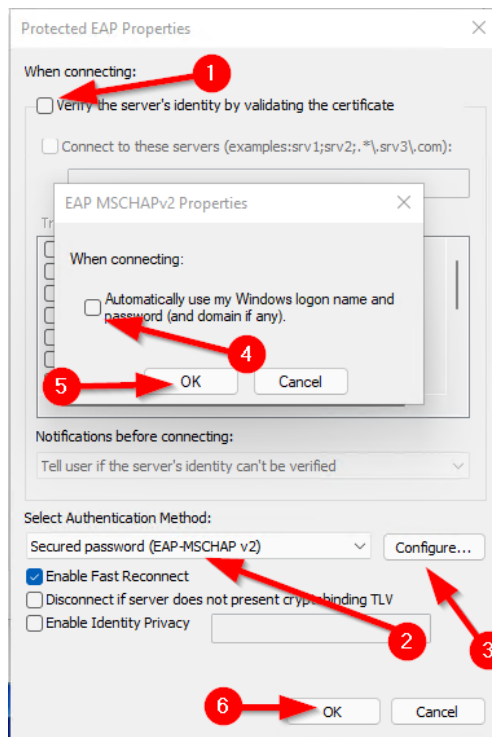 Protected EAP Properties
When connecting:
1
Verify the server's identity by validating the certificate
Connect to these servers (examples:srv1;srv2;.*\.srv3\.com):
EAP MSCHAPv2 Properties
Tr
When connecting:
Automatically use my Windows logon name and
password (and domain if any).
4
5
OK
Cancel
Notifications before connecting:
Tell user if the server's identity can't be verified
Select Authentication Method:
Secured password (EAP-MSCHAP v2)
Configure...
Enable Fast Reconnect
Disconnect if server does not present cryptobinding TLV
Enable Identity Privacy
2
3
6
OK
Cancel